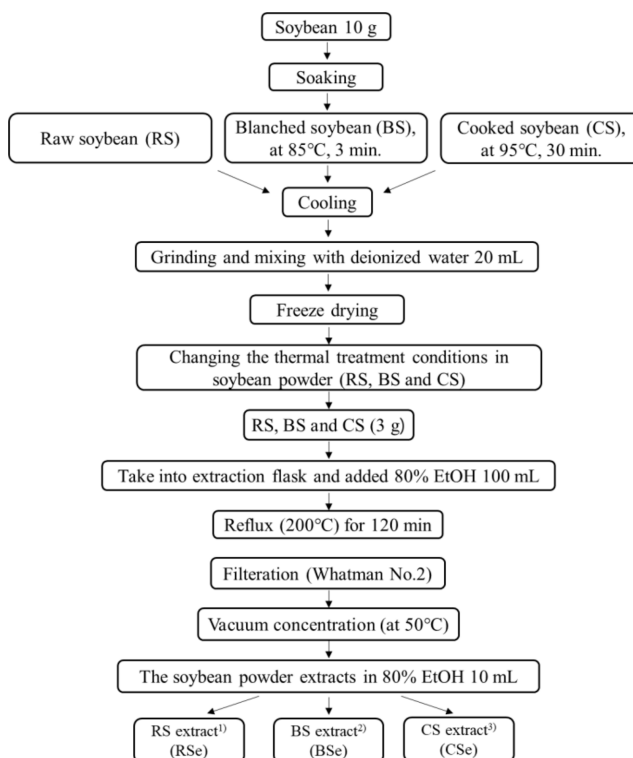 Soybean 10 g
Soaking
Raw soybean (RS)
Blanched soybean (BS),
at 85℃, 3 min.
Cooked soybean (CS),
at 95℃, 30 min.
Cooling
Grinding and mixing with deionized water 20 mL
Freeze drying
Changing the thermal treatment conditions in
soybean powder (RS, BS and CS)
RS, BS and CS (3 g)
Take into extraction flask and added 80% EtOH 100 mL
Reflux (200℃) for 120 min
Filteration (Whatman No.2)
Vacuum concentration (at 50℃)
The soybean powder extracts in 80% EtOH 10 mL
RS extract¹⁾
(RSe)
BS extract²⁾
(BSe)
CS extract³⁾
(CSe)